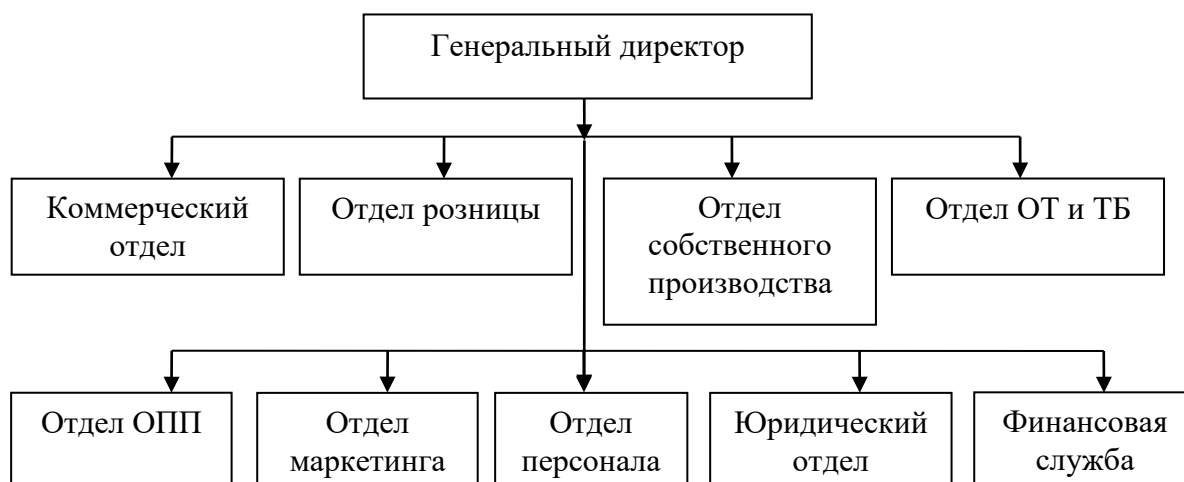 Генеральный директор
Коммерческий
отдел
Отдел розницы
Отдел
собственного
производства
Отдел ОТ и ТБ
Отдел ОПП
Отдел
маркетинга
Отдел
персонала
Юридический
отдел
Финансовая
служба